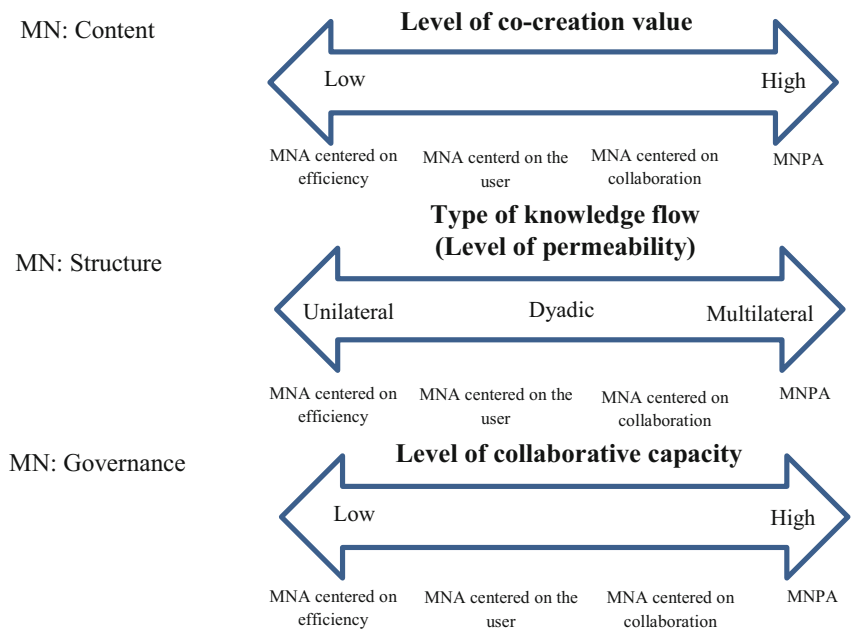 MN: Content
Level of co-creation value
Low
High
MNA centered on
efficiency
MNA centerd on the
user
MNA centered on
collaboration
MNPA
Type of knowledge flow
(Level of permeability)
MN: Structure
Unilateral
Dyadic
Multilateral
MNA centered on
efficiency
MNA centered on the
user
MNA centered on
collaboration
MNPA
MN: Governance
Level of collaborative capacity
Low
High
MNA centered on
efficiency
MNA centered on the
user
MNA centered on
collaboration
MNPA